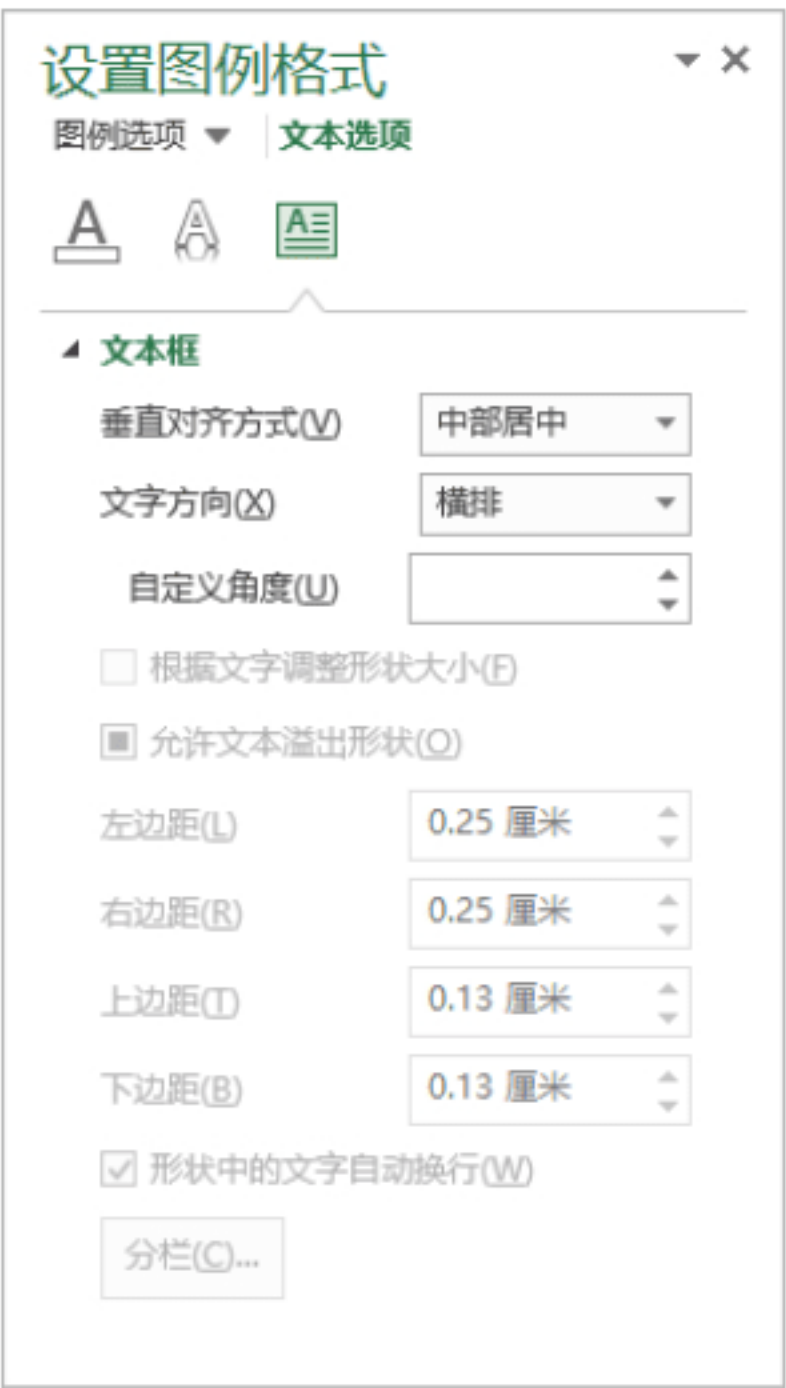 设置图例格式
图例选项 文本选项
文本框
垂直对齐方式(V) 中部居中
文字方向(X) 横排
自定义角度(U)
根据文字调整形状大小(F)
允许文本溢出形状(O)
左边距(L) 0.25 厘米
右边距(R) 0.25 厘米
上边距(T) 0.13 厘米
下边距(B) 0.13 厘米
形状中的文字自动换行(W)
分栏(C)...